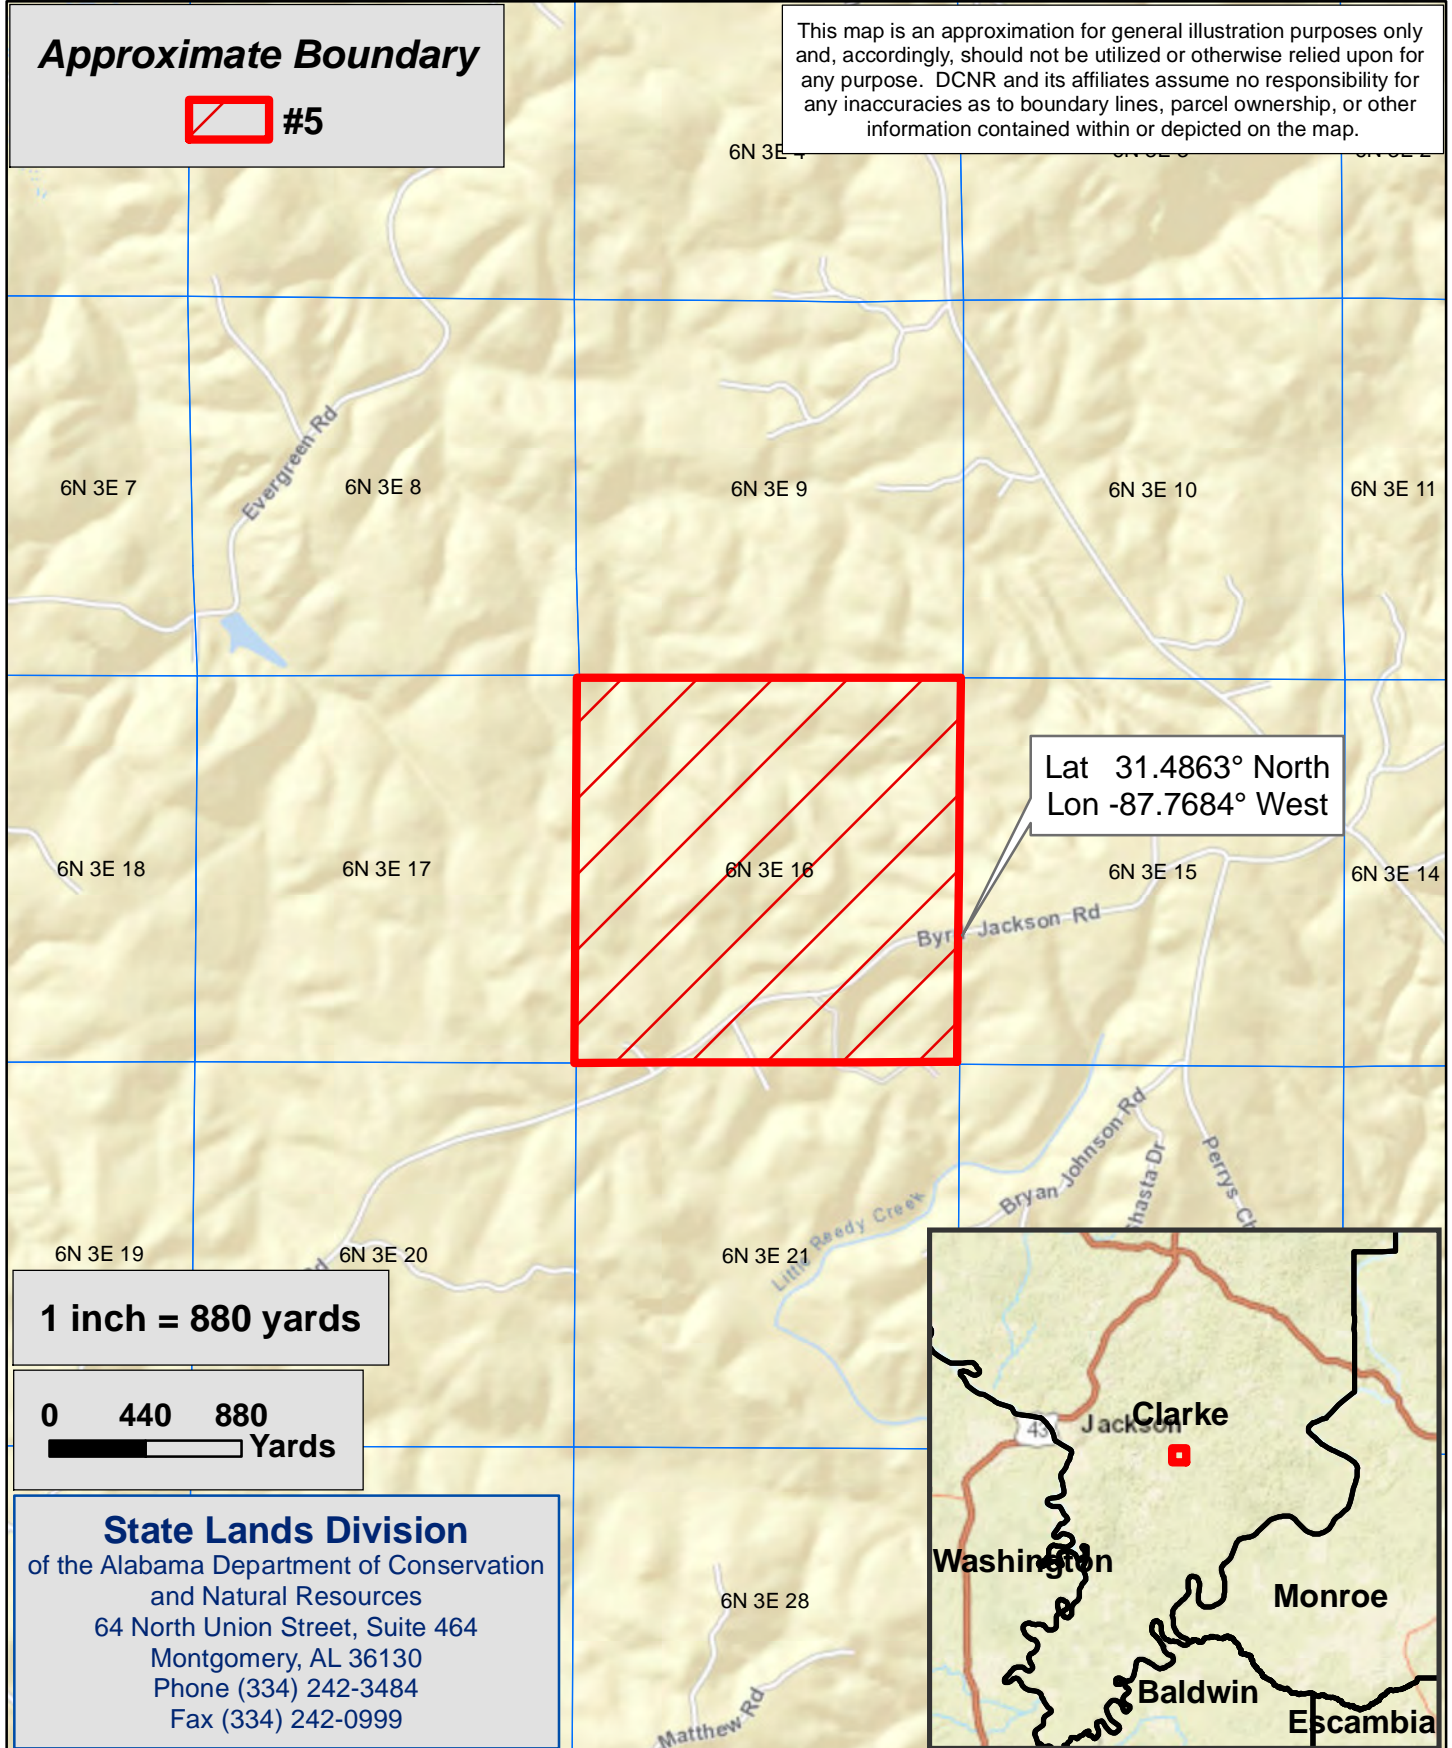 Approximate Boundary
#5
This map is an approximation for general illustration purposes only
and, accordingly, should not be utilized or otherwise relied upon for
any purpose. DCNR and its affiliates assume no responsibility for
any inaccuracies as to boundary lines, parcel ownership, or other
information contained within or depicted on the map.
6N 3E 4
Evergreen Rd
6N 3E 7
6N 3E 8
6N 3E 9
6N 3E 10
6N 3E 11
Lat 31.4863° North
Lon -87.7684° West
6N 3E 18
6N 3E 17
6N 3E 16
6N 3E 15
6N 3E 14
Jackson Rd
Bryan Johnson Rd
Shasta Dr
Perrys
Little Reedy Creek
6N 3E 19
6N 3E 20
6N 3E 21
1 inch = 880 yards
0 440 880
Yards
State Lands Division
of the Alabama Department of Conservation
and Natural Resources
64 North Union Street, Suite 464
Montgomery, AL 36130
Phone (334) 242-3484
Fax (334) 242-0999
6N 3E 28
Matthew Rd
Clarke
43
Jackson
Washington
Monroe
Baldwin
Escambia